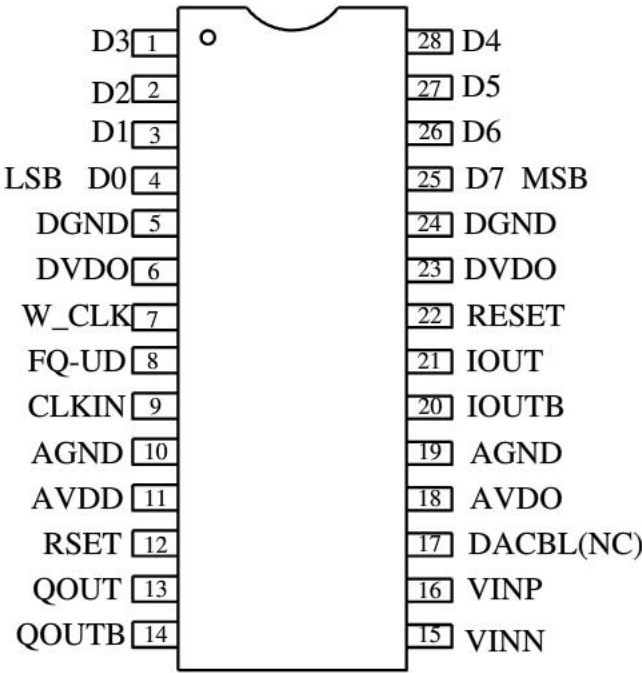 D3 1 28 D4
D2 2 27 D5
D1 3 26 D6
LSB D0 4 25 D7 MSB
DGND 5 24 DGND
DVDO 6 23 DVDO
W_CLK 7 22 RESET
FQ-UD 8 21 IOUT
CLKIN 9 20 IOUTB
AGND 10 19 AGND
AVDD 11 18 AVDO
RSET 12 17 DACBL(NC)
QOUT 13 16 VINP
QOUTB 14 15 VINN